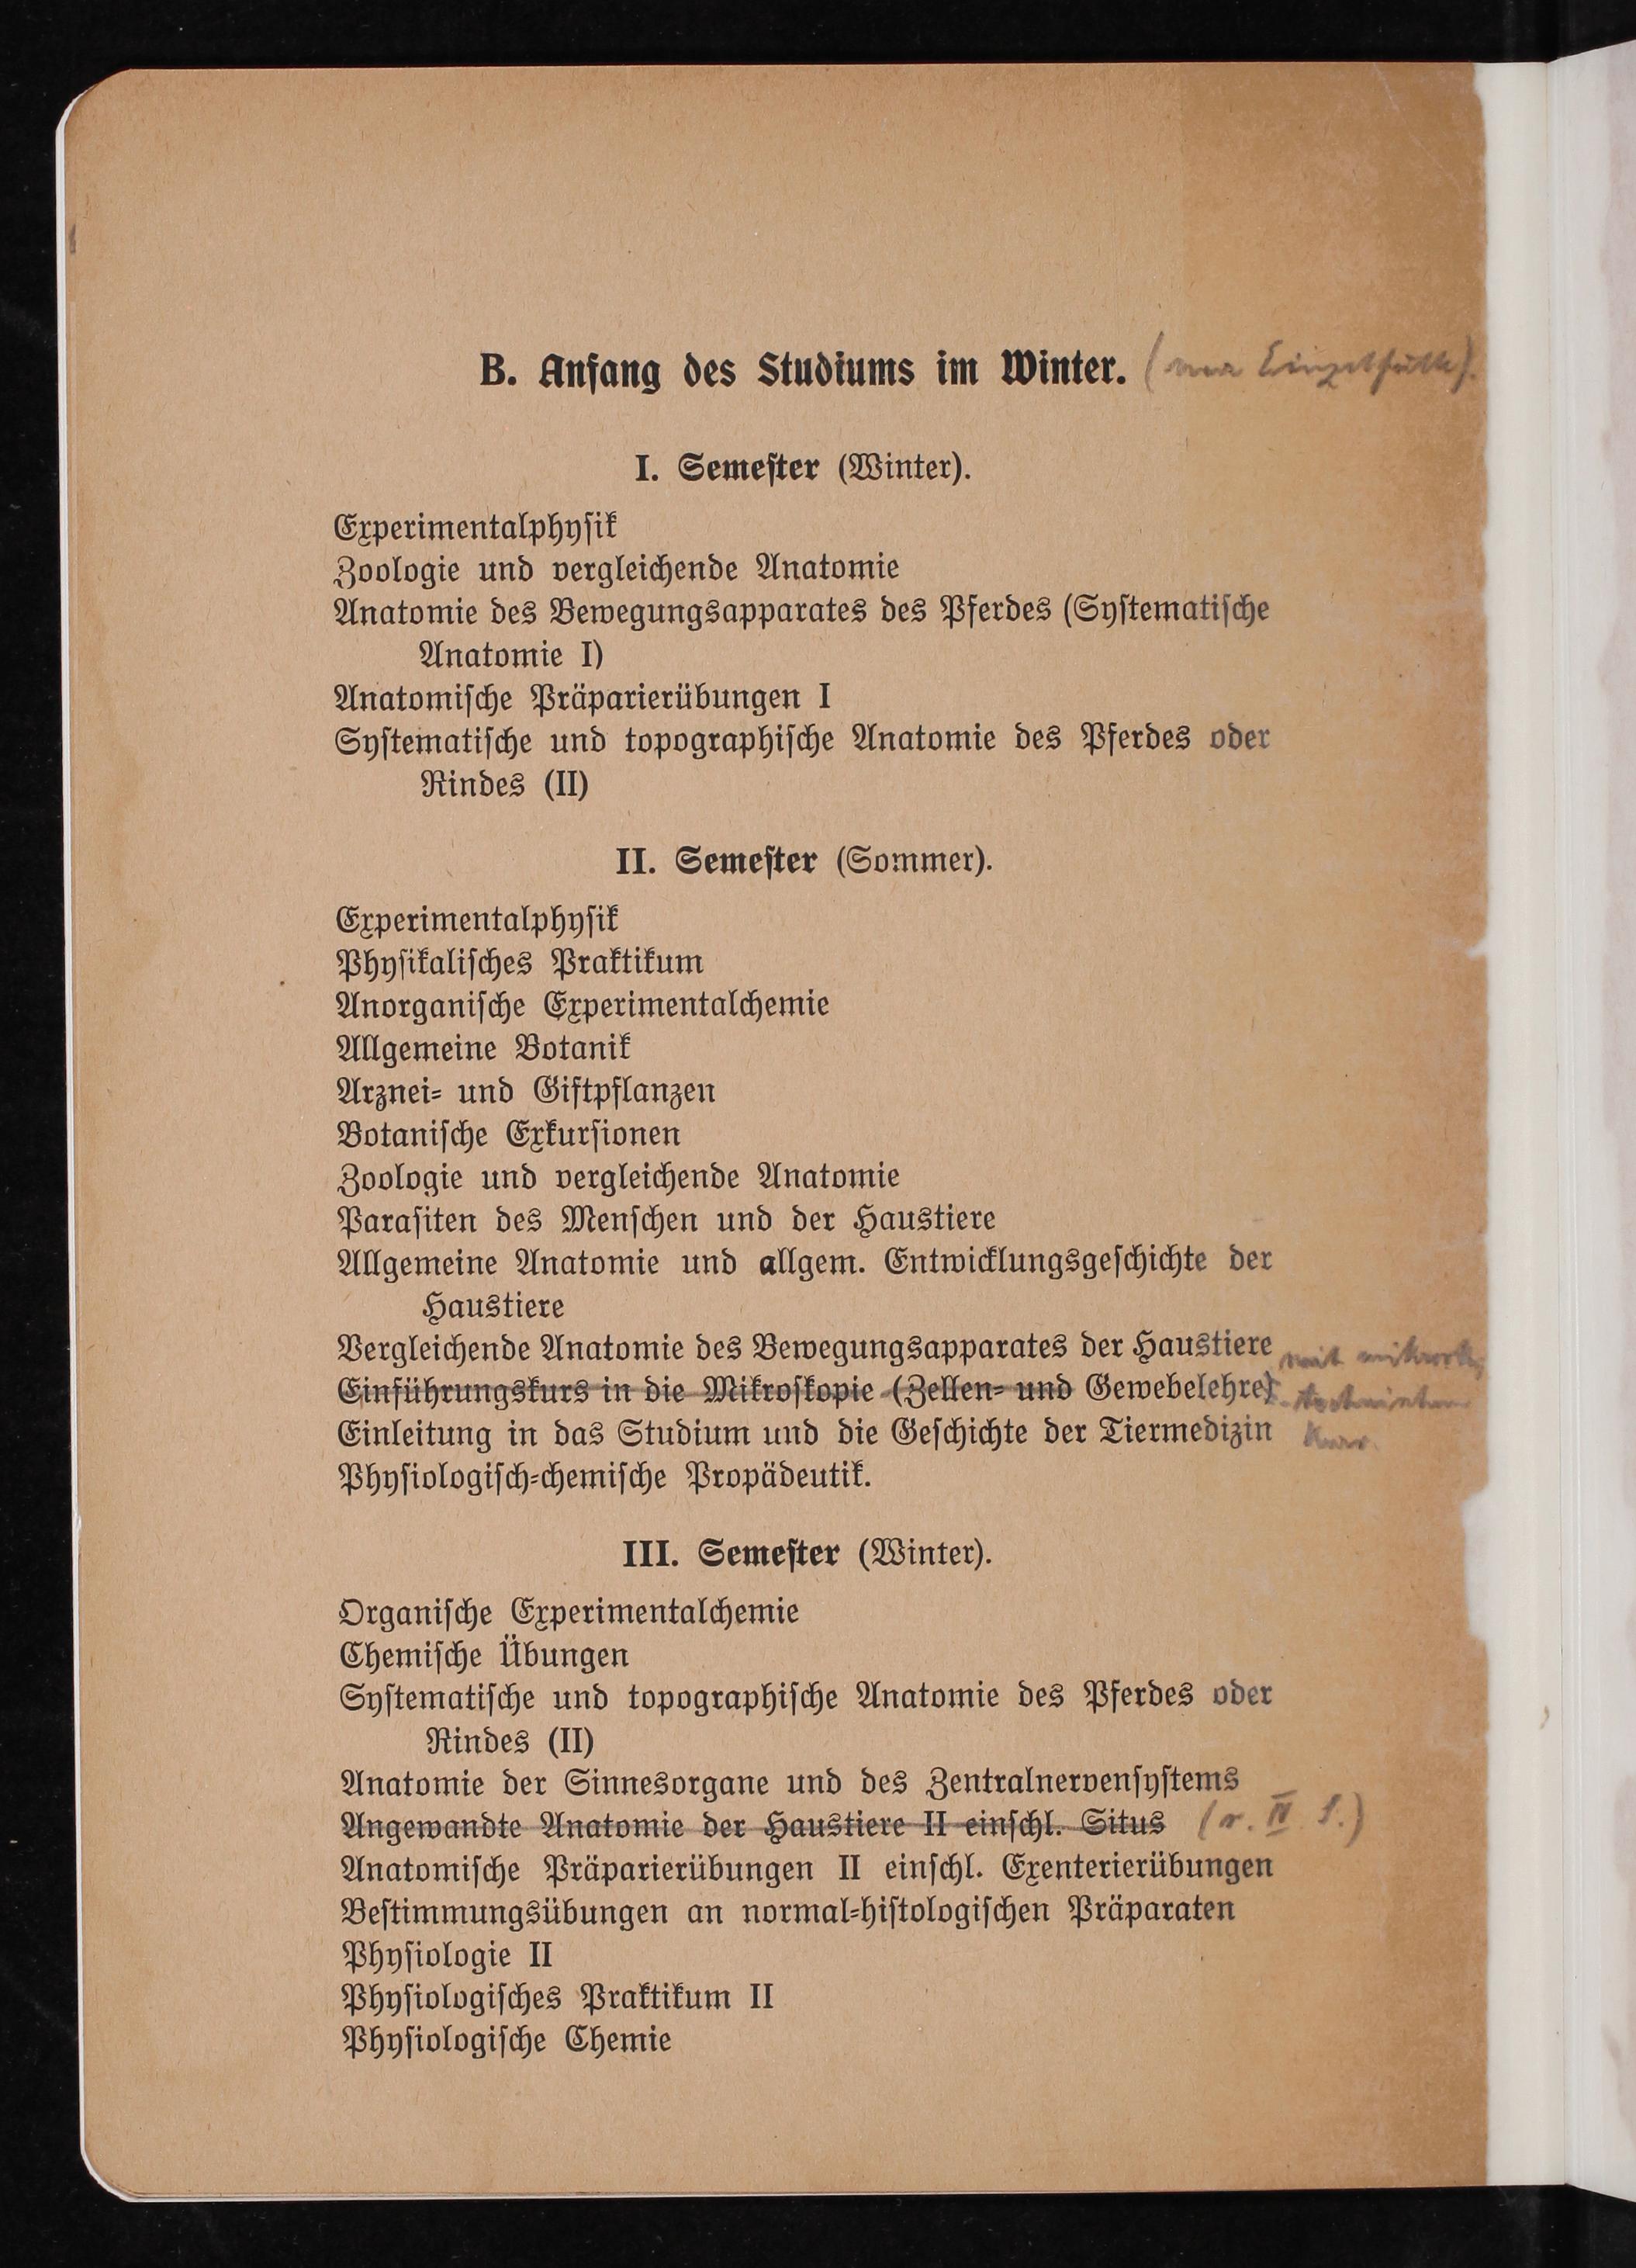 B. Anfang des Studiums im Winter. (nur Einzelfälle).
I. Semester (Winter).
Experimentalphysik
Zoologie und vergleichende Anatomie
Anatomie des Bewegungsapparates des Pferdes (Systematische
Anatomie I)
Anatomische Präparierübungen I
Systematische und topographische Anatomie des Pferdes oder
Rindes (II)
II. Semester (Sommer).
Experimentalphysik
Physikalisches Praktikum
Anorganische Experimentalchemie
Allgemeine Botanik
Arznei- und Giftpflanzen
Botanische Exkursionen
Zoologie und vergleichende Anatomie
Parasiten des Menschen und der Haustiere
Allgemeine Anatomie und allgem. Entwicklungsgeschichte der
Haustiere
Vergleichende Anatomie des Bewegungsapparates der Haustiere
Einführungskurs in die Mikroskopie (Zellen- und Gewebelehre)
mit
Einleitung in das Studium und die Geschichte der Tiermedizin
Physiologisch-chemische Propädeutik.
III. Semester (Winter).
Organische Experimentalchemie
Chemische Übungen
Systematische und topographische Anatomie des Pferdes oder
Rindes (II)
Anatomie der Sinnesorgane und des Zentralnervensystems
Angewandte Anatomie der Haustiere II einschl. Situs (v. IV. S.)
Anatomische Präparierübungen II einschl. Exenterierübungen
Bestimmungsübungen an normal-histologischen Präparaten
Physiologie II
Physiologisches Praktikum II
Physiologische Chemie